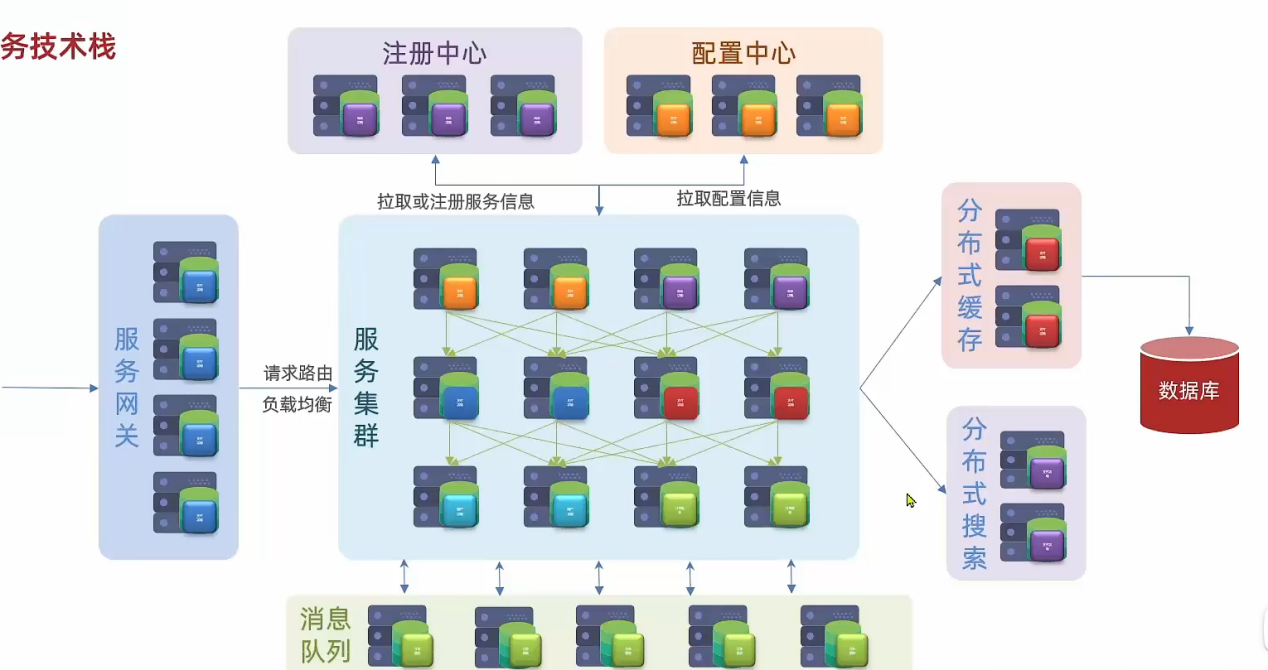 务技术栈
注册中心
配置中心
拉取或注册服务信息
拉取配置信息
服务网关
请求路由
负载均衡
服务集群
分布式缓存
数据库
分布式搜索
消息
队列